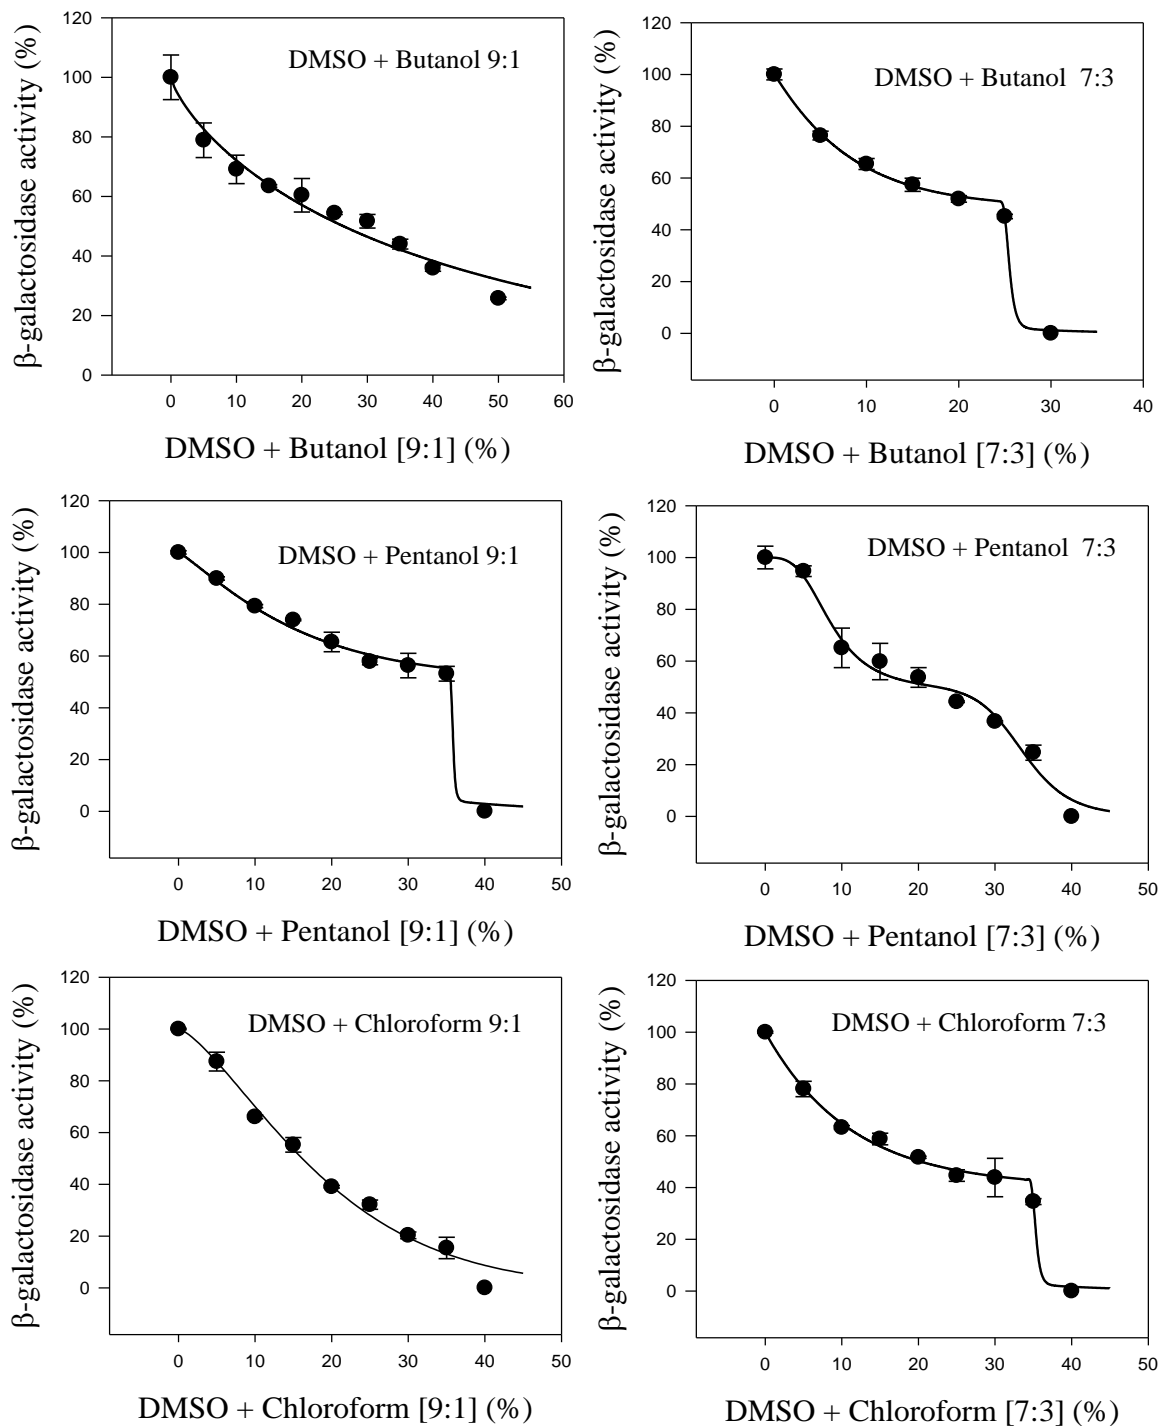 β-galactosidase activity (%)
120
100
80
60
40
20
0
DMSO + Butanol 9:1
0 10 20 30 40 50 60
DMSO + Butanol [9:1] (%)
β-galactosidase activity (%)
120
100
80
60
40
20
0
DMSO + Butanol 7:3
0 10 20 30 40
DMSO + Butanol [7:3] (%)
β-galactosidase activity (%)
120
100
80
60
40
20
0
DMSO + Pentanol 9:1
0 10 20 30 40 50
DMSO + Pentanol [9:1] (%)
β-galactosidase activity (%)
120
100
80
60
40
20
0
DMSO + Pentanol 7:3
0 10 20 30 40 50
DMSO + Pentanol [7:3] (%)
β-galactosidase activity (%)
120
100
80
60
40
20
0
DMSO + Chloroform 9:1
0 10 20 30 40 50
DMSO + Chloroform [9:1] (%)
β-galactosidase activity (%)
120
100
80
60
40
20
0
DMSO + Chloroform 7:3
0 10 20 30 40 50
DMSO + Chloroform [7:3] (%)